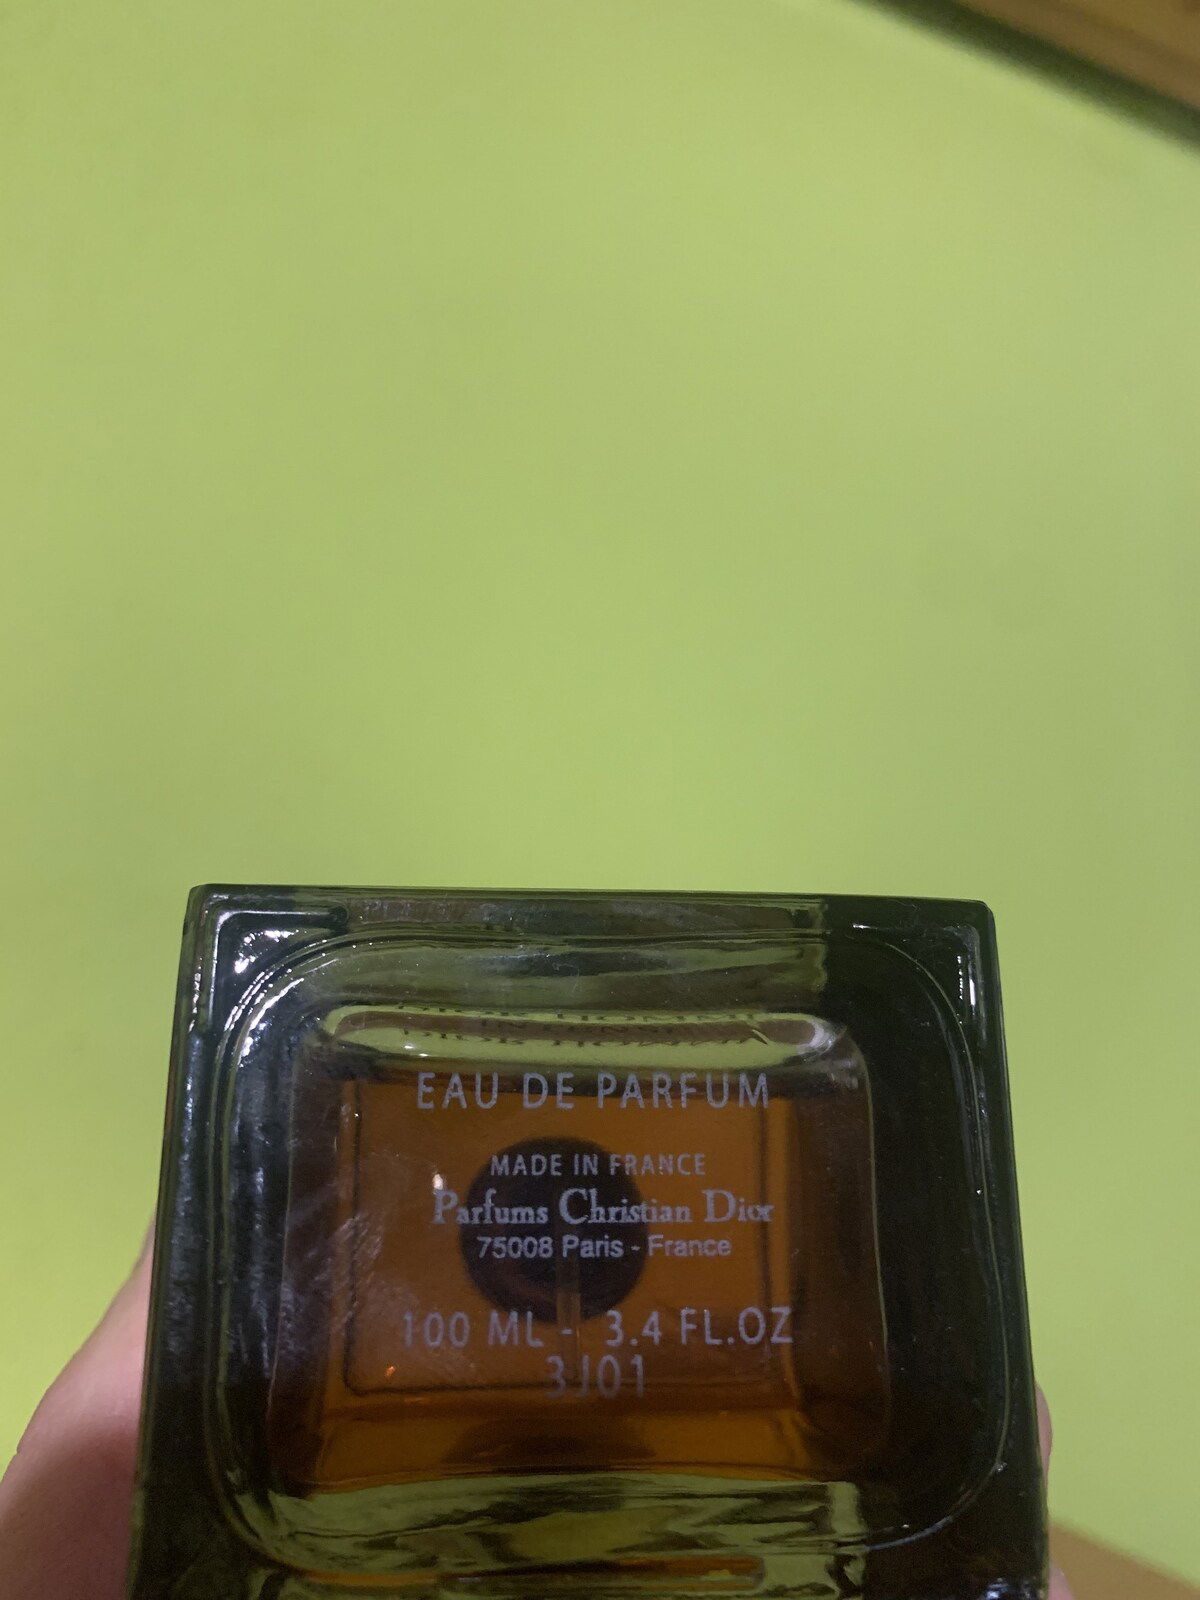 EAU DE PARFUM
MADE IN FRANCE
Parfums Christian Dior
75008 Paris - France
100 ML - 3.4 FL.OZ
3J01